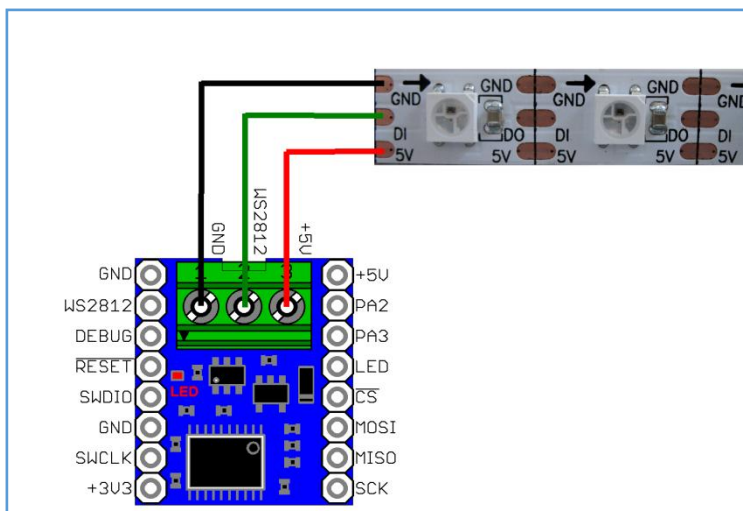 GND GND GND
DI DO DI DO DI
5V 5V 5V 5V 5V
GND WS2812 +5V
1 2 3
GND +5V
WS2812 PA2
DEBUG PA3
RESET LED
LED
SWDIO CS
GND MOSI
SWCLK MISO
+3V3 SCK